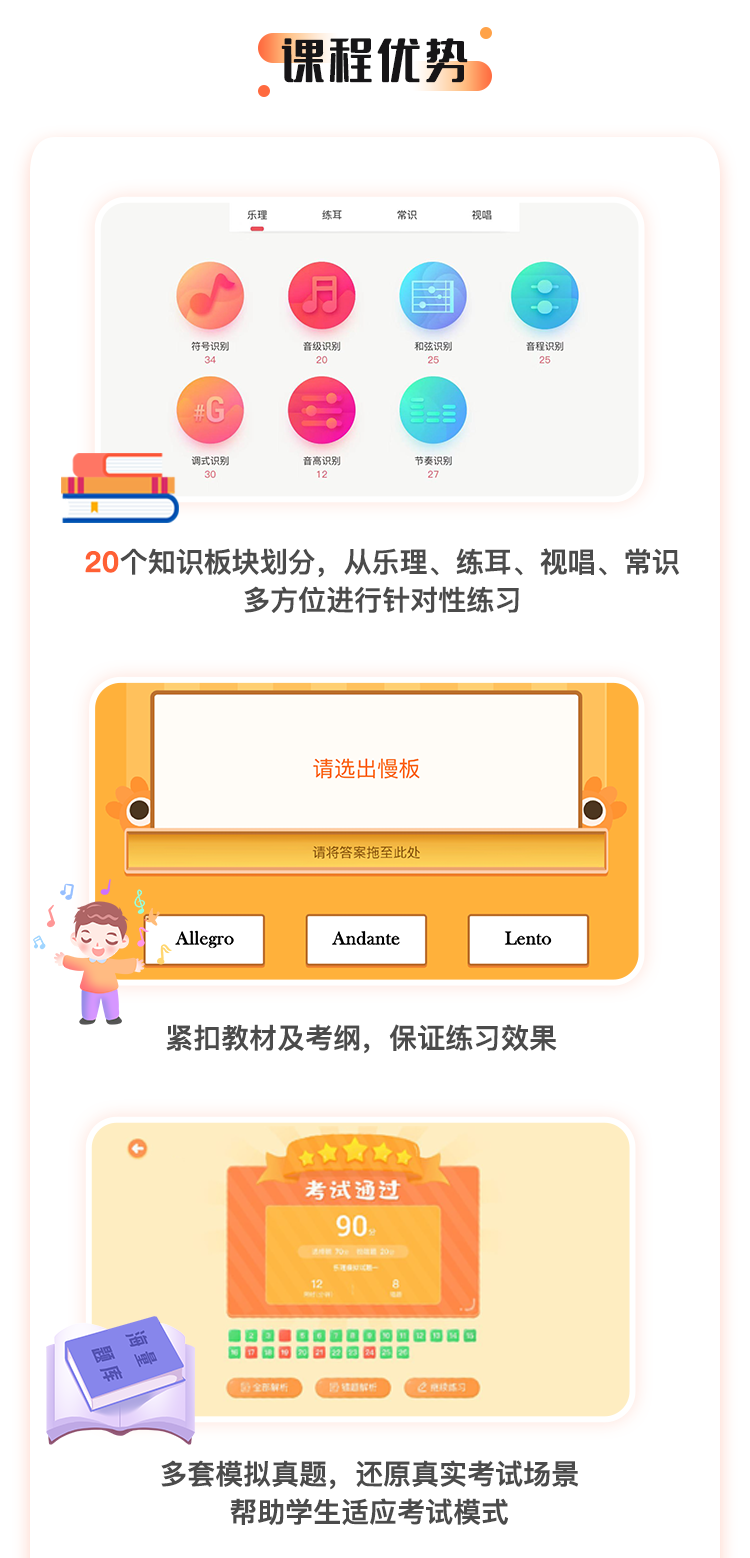 课程优势
乐理 练耳 常识 视唱
符号识别 音级识别 和弦识别 音程识别
34 20 25 25
#G
调式识别 音高识别 节奏识别
30 12 27
20个知识板块划分，从乐理、练耳、视唱、常识
多方位进行针对性练习
请选出慢板
请将答案拖至此处
Allegro Andante Lento
紧扣教材及考纲，保证练习效果
考试通过
90分
12 8
2 3 5 6 7 8 9 10 11 12 13 14 15
16 17 18 19 20 21 22 23 24 25 26
全部解析 错题解析 继续练习
海量
题库
多套模拟真题，还原真实考试场景
帮助学生适应考试模式